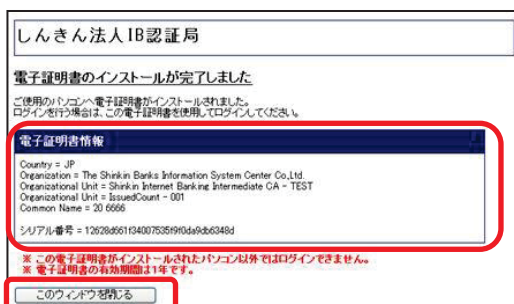 しんきん法人IB認証局
電子証明書のインストールが完了しました
ご使用のパソコンへ電子証明書がインストールされました。
ログインを行う場合は、この電子証明書を使用してログインしてください。
電子証明書情報
Country = JP
Organization = The Shinkin Banks Information System Center Co.,Ltd.
Organizational Unit = Shinkin Internet Banking Intermediate CA - TEST
Organizational Unit = IssuedCount - 001
Common Name = 20 6666
シリアル番号 = 12628d661f34007535f9f0da9db6348d
※ この電子証明書がインストールされたパソコン以外ではログインできません。
※ 電子証明書の有効期間は1年です。
このウィンドウを閉じる